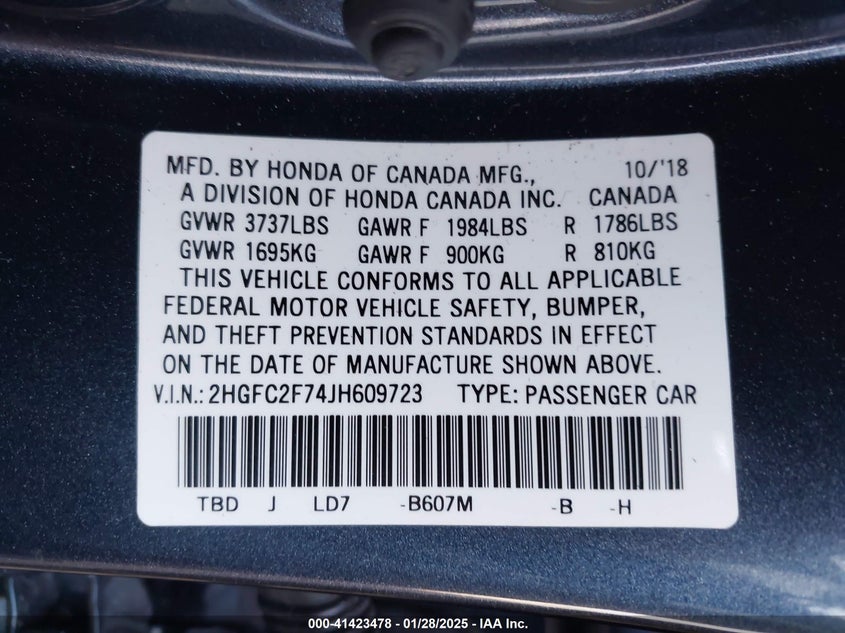 MFD. BY HONDA OF CANADA MFG., 10/'18
A DIVISION OF HONDA CANADA INC. CANADA
GVWR 3737LBS GAWR F 1984LBS R 1786LBS
GVWR 1695KG GAWR F 900KG R 810KG
THIS VEHICLE CONFORMS TO ALL APPLICABLE
FEDERAL MOTOR VEHICLE SAFETY, BUMPER,
AND THEFT PREVENTION STANDARDS IN EFFECT
ON THE DATE OF MANUFACTURE SHOWN ABOVE.
V.I.N.: 2HGFC2F74JH609723 TYPE: PASSENGER CAR
TBD J LD7 -B607M -B -H
000-41423478 - 01/28/2025 - IAA Inc.